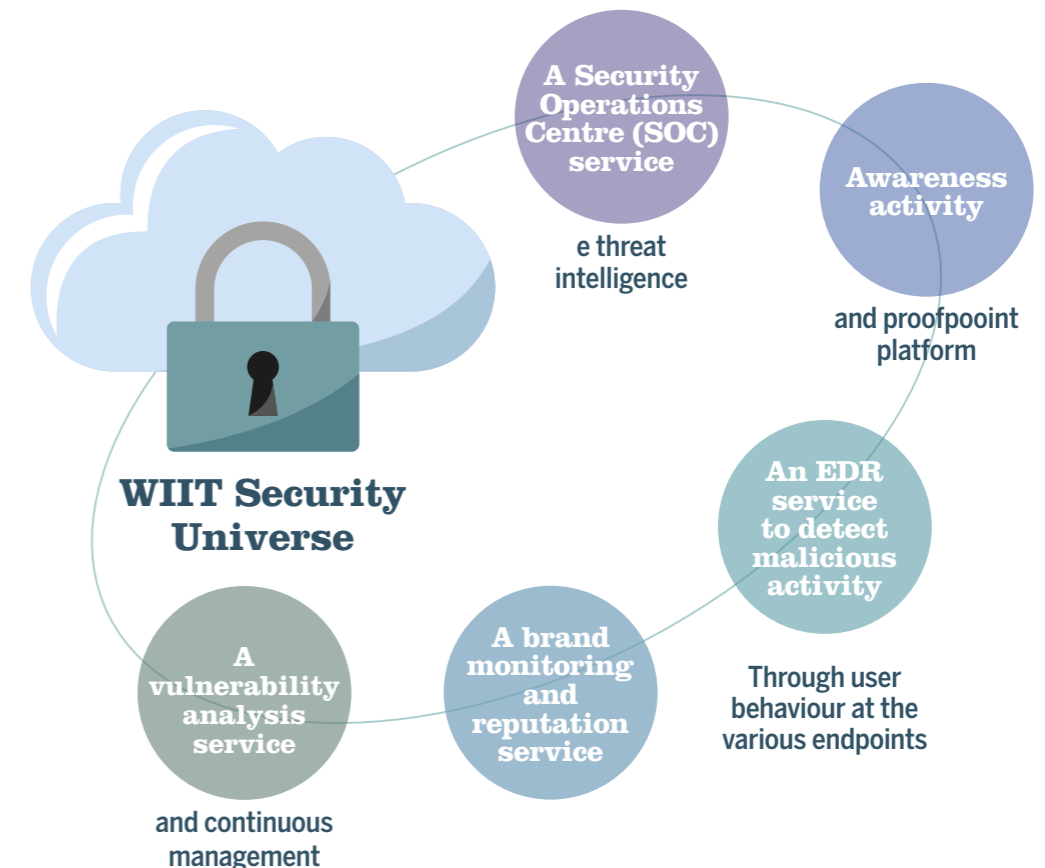 A Security
Operations
Centre (SOC)
service
e threat
intelligence
Awareness
activity
and proofpooint
platform
An EDR
service
to detect
malicious
activity
Through user
behaviour at the
various endpoints
WIIT Security
Universe
A brand
monitoring
and
reputation
service
A
vulnerability
analysis
service
and continuous
management